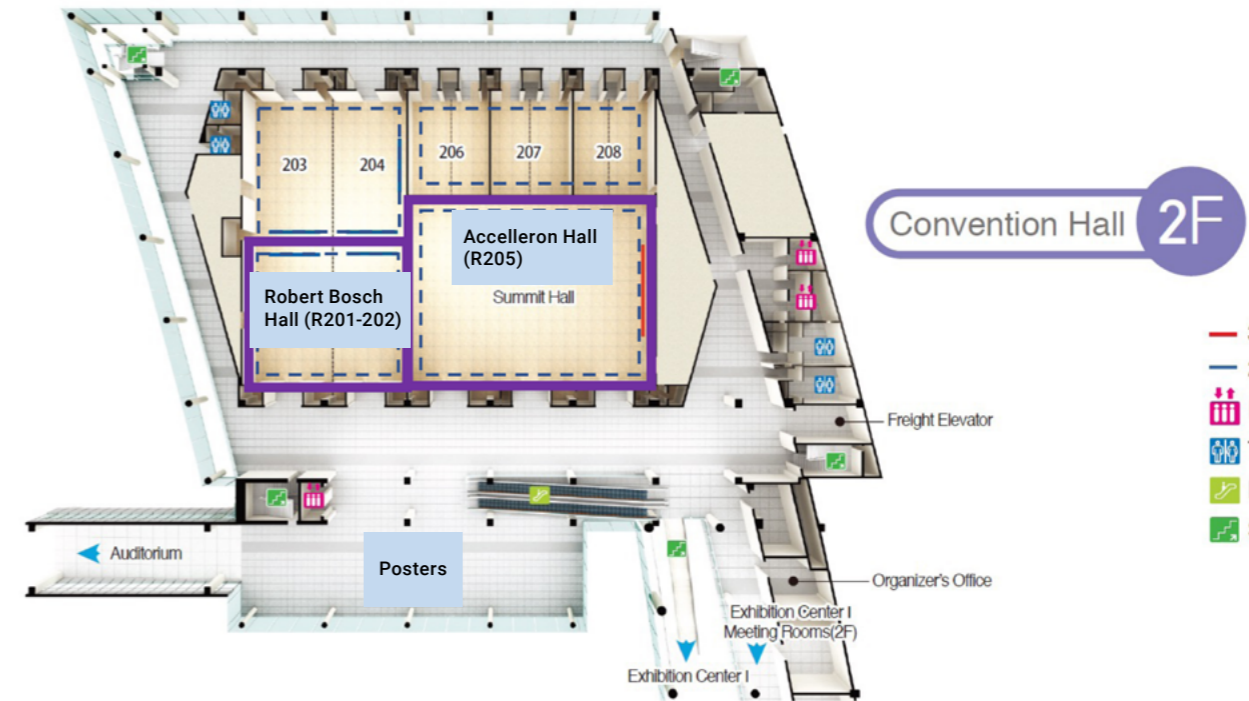 203
204
206
207
208
Accelleron Hall
(R205)
Summit Hall
Robert Bosch
Hall (R201-202)
Convention Hall 2F
Freight Elevator
Auditorium
Posters
Organizer's Office
Exhibition Center I
Meeting Rooms(2F)
Exhibition Center I